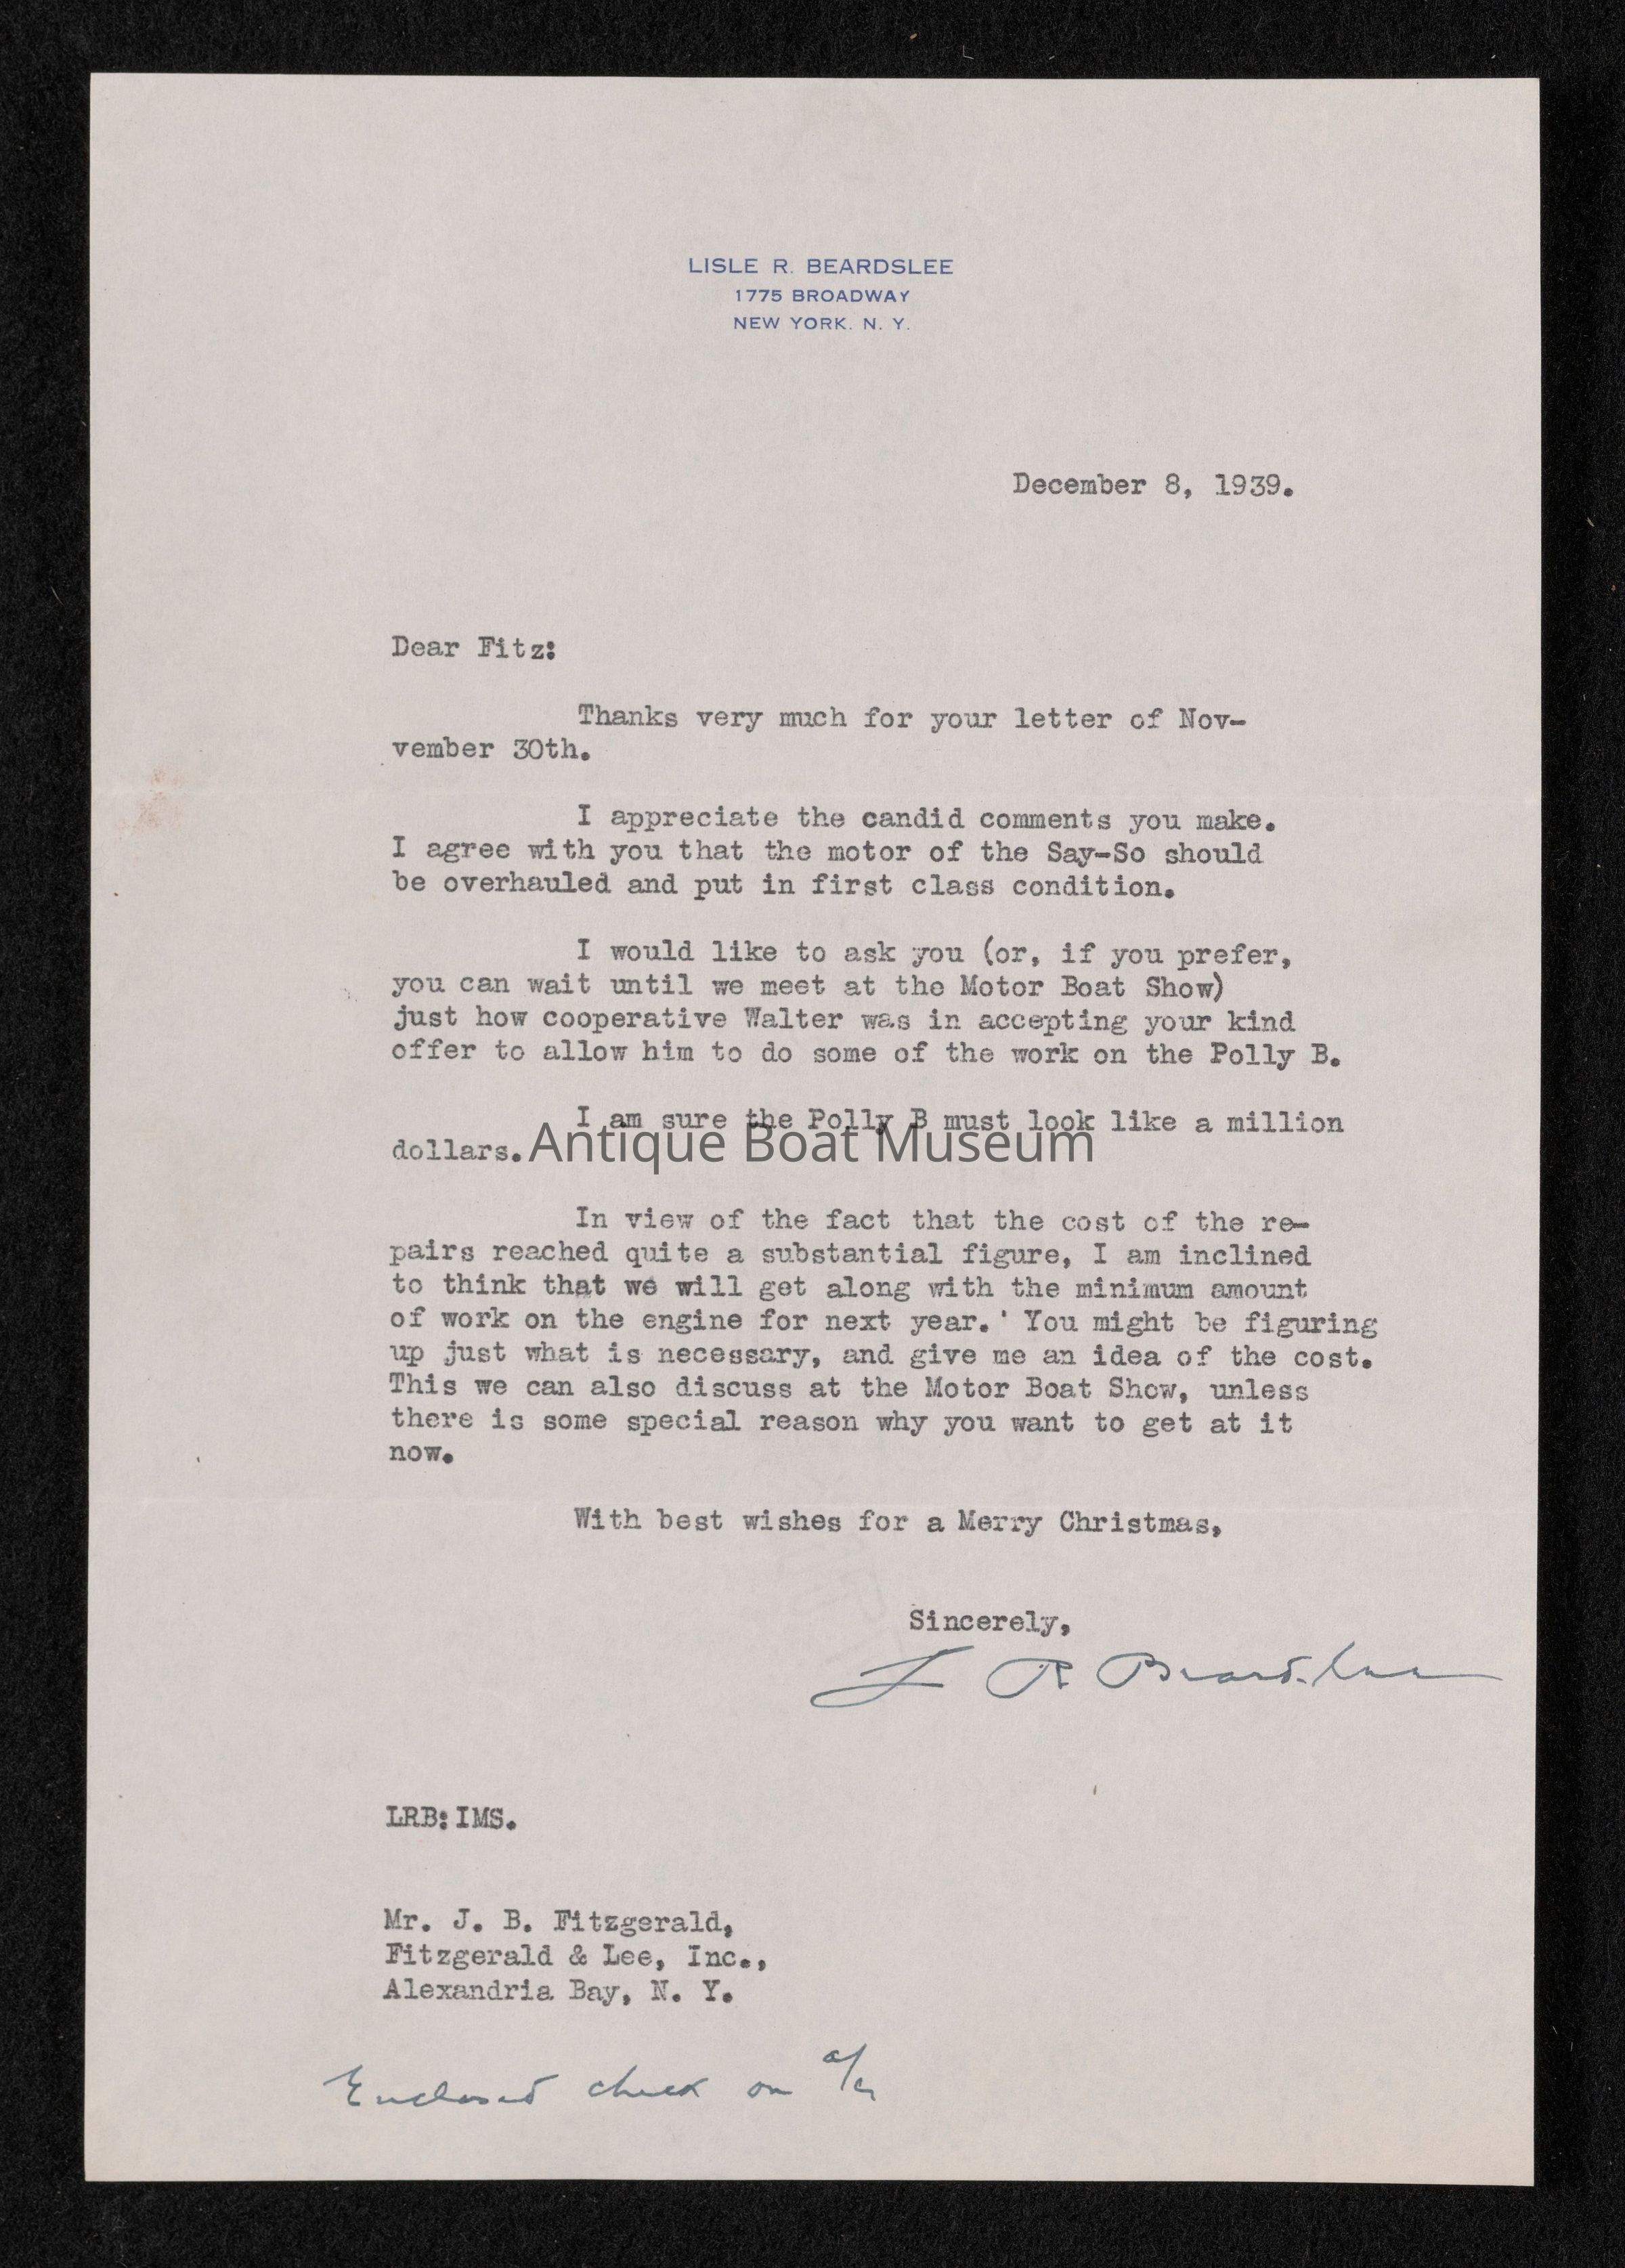 LISLE R. BEARDSLEE
1775 BROADWAY
NEW YORK. N. Y.
December 8, 1939.
Dear Fitz:
Thanks very much for your letter of Nov-
vember 30th.
I appreciate the candid comments you make.
I agree with you that the motor of the Say-So should
be overhauled and put in first class condition.
I would like to ask you (or, if you prefer,
you can wait until we meet at the Motor Boat Show)
just how cooperative Walter was in accepting your kind
offer to allow him to do some of the work on the Polly B.
I am sure the Polly B must look like a million
dollars.
Antique Boat Museum
In view of the fact that the cost of the re-
pairs reached quite a substantial figure, I am inclined
to think that we will get along with the minimum amount
of work on the engine for next year.' You might be figuring
up just what is necessary, and give me an idea of the cost.
This we can also discuss at the Motor Boat Show, unless
there is some special reason why you want to get at it
now.
With best wishes for a Merry Christmas,
Sincerely,
L R Beardslee
LRB:IMS.
Mr. J. B. Fitzgerald,
Fitzgerald & Lee, Inc.,
Alexandria Bay, N. Y.
Enclosed check on a/c